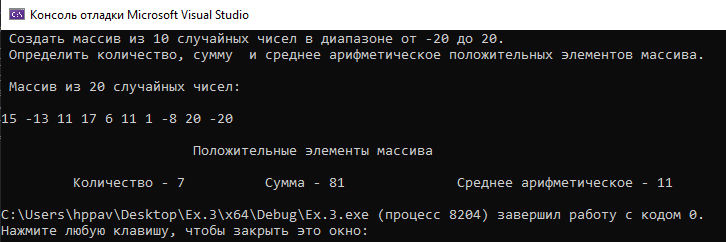 Консоль отладки Microsoft Visual Studio
Создать массив из 10 случайных чисел в диапазоне от -20 до 20.
Определить количество, сумму  и среднее арифметическое положительных элементов массива.
Массив из 20 случайных чисел:
15 -13 11 17 6 11 1 -8 20 -20
Положительные элементы массива
Количество - 7 Сумма - 81 Среднее арифметическое - 11
C:\Users\hppav\Desktop\Ex.3\x64\Debug\Ex.3.exe (процесс 8204) завершил работу с кодом 0.
Нажмите любую клавишу, чтобы закрыть это окно: